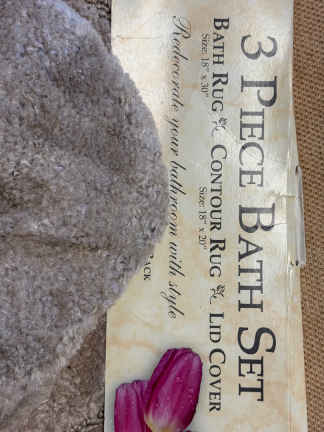 3 PIECE BATH SET
BATH RUG CONTOUR RUG LID COVER
Size: 18" x 30" Size: 18" x 20"
Redecorate your bathroom with style
BACK